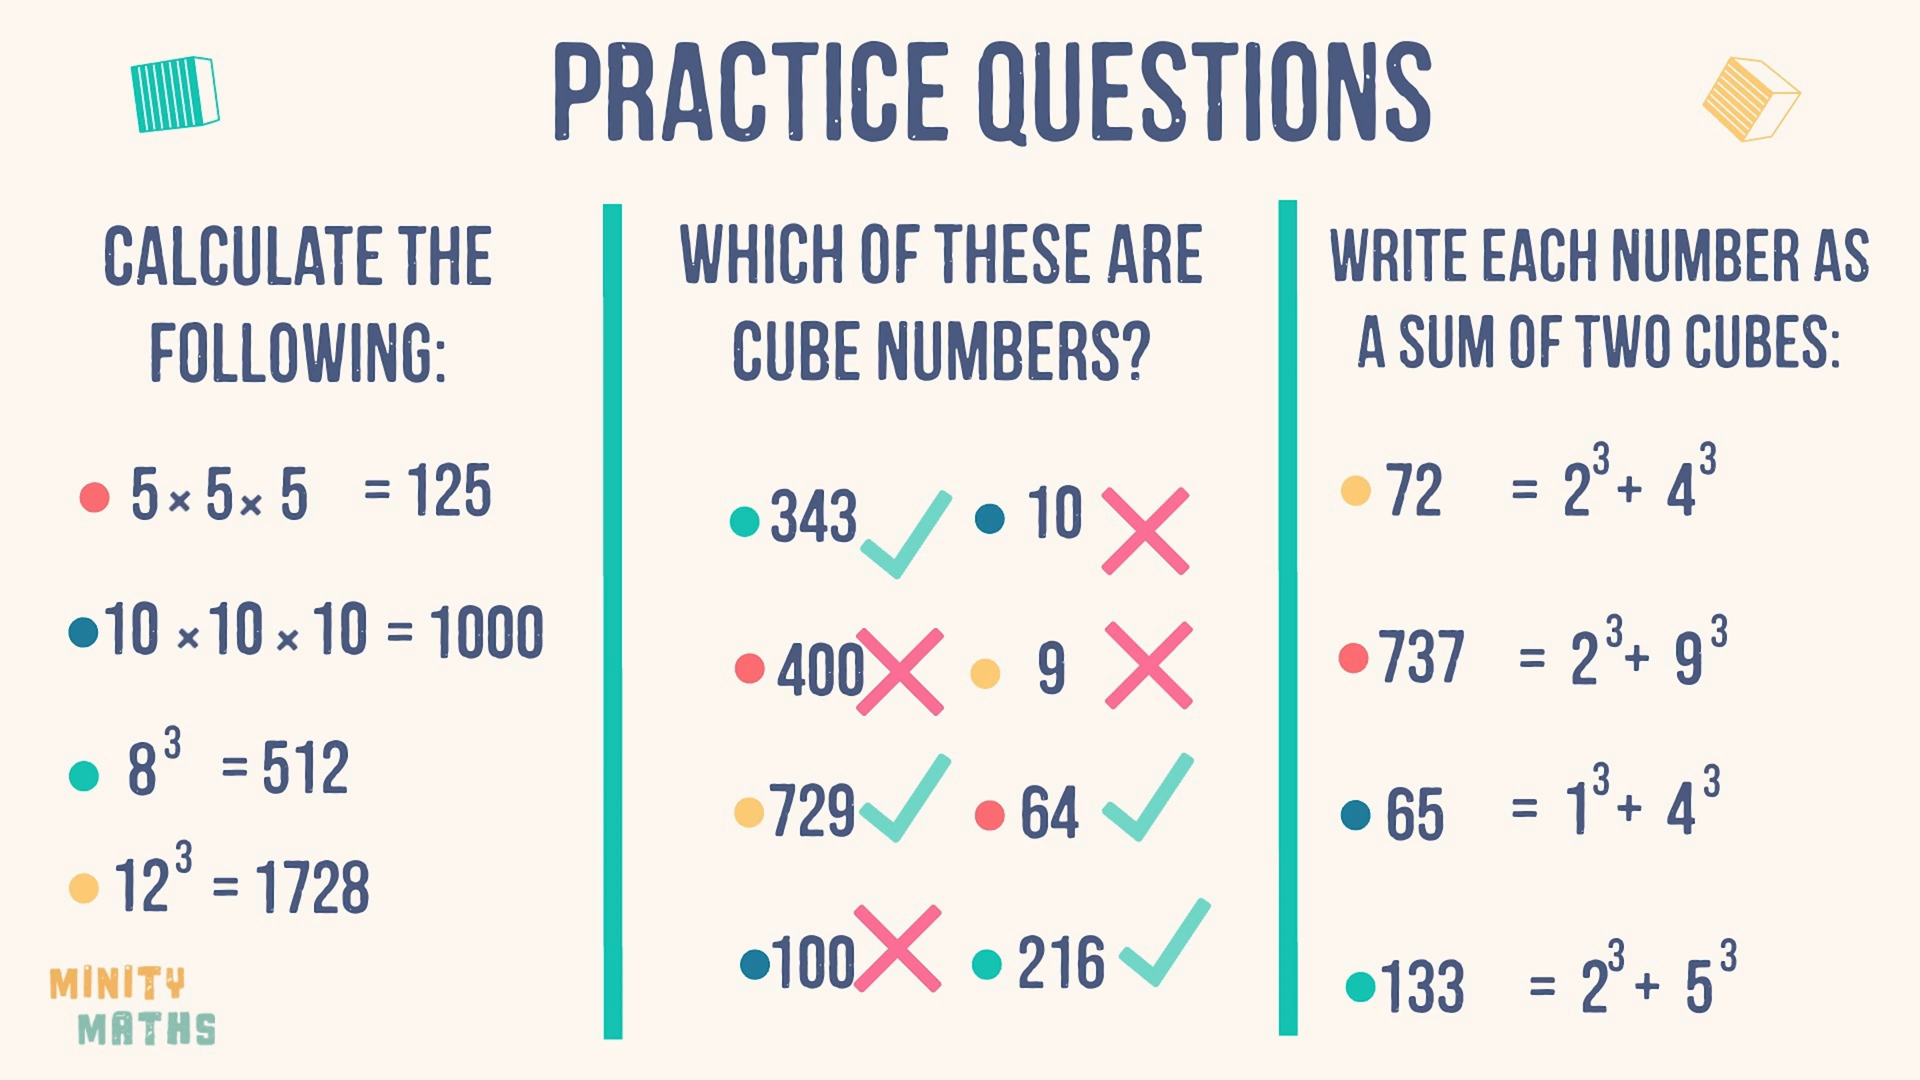 PRACTICE QUESTIONS
CALCULATE THE
FOLLOWING:
5 × 5 × 5 = 125
10 × 10 × 10 = 1000
8³ = 512
12³ = 1728
MINITY
MATHS
WHICH OF THESE ARE
CUBE NUMBERS?
343 10
400 9
729 64
100 216
WRITE EACH NUMBER AS
A SUM OF TWO CUBES:
72 = 2³ + 4³
737 = 2³ + 9³
65 = 1³ + 4³
133 = 2³ + 5³